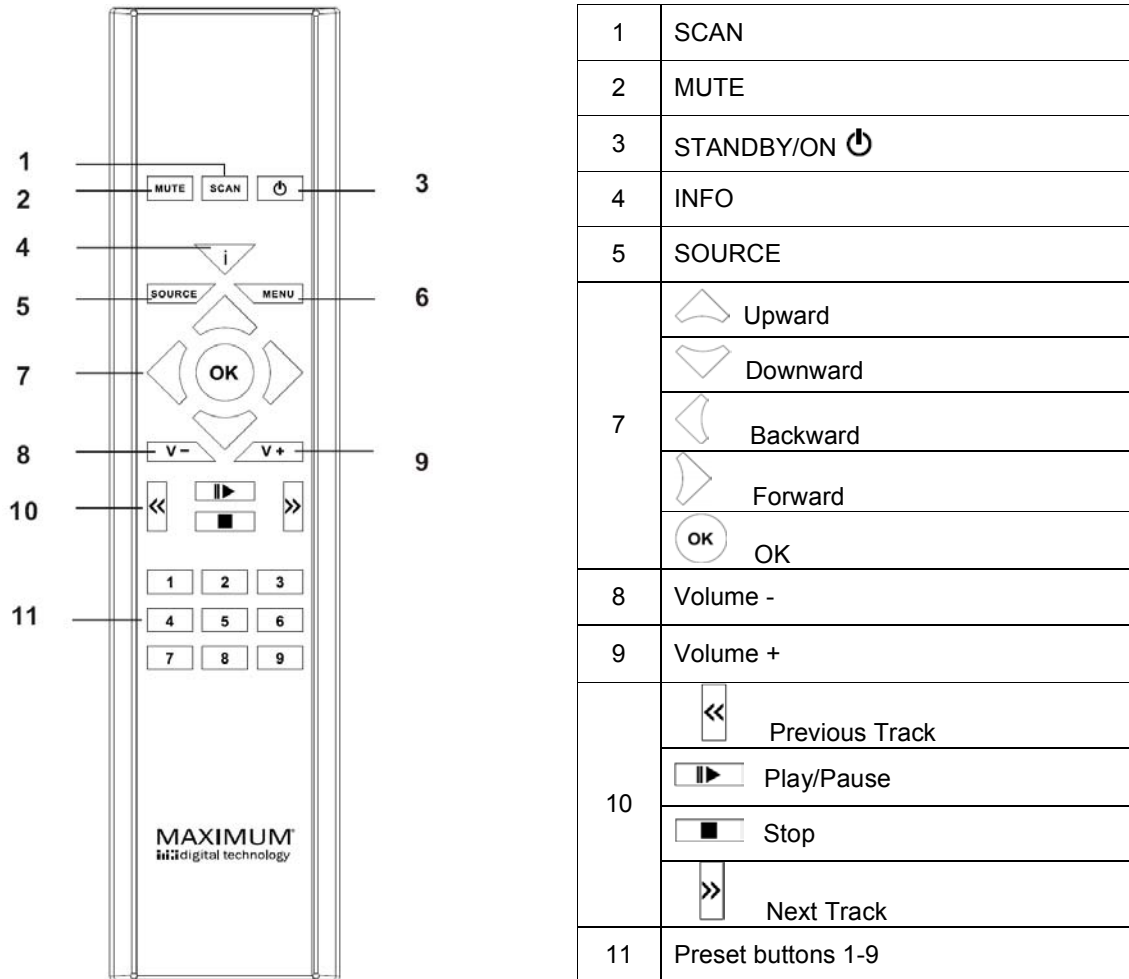 1
2
3
4
5
6
7
8
9
10
11
MUTE SCAN
i
SOURCE MENU
OK
V - V +
1 2 3
4 5 6
7 8 9
MAXIMUM
digital technology
1 SCAN
2 MUTE
3 STANDBY/ON
4 INFO
5 SOURCE
7
Upward
Downward
Backward
Forward
OK OK
8 Volume -
9 Volume +
10
Previous Track
Play/Pause
Stop
Next Track
11 Preset buttons 1-9